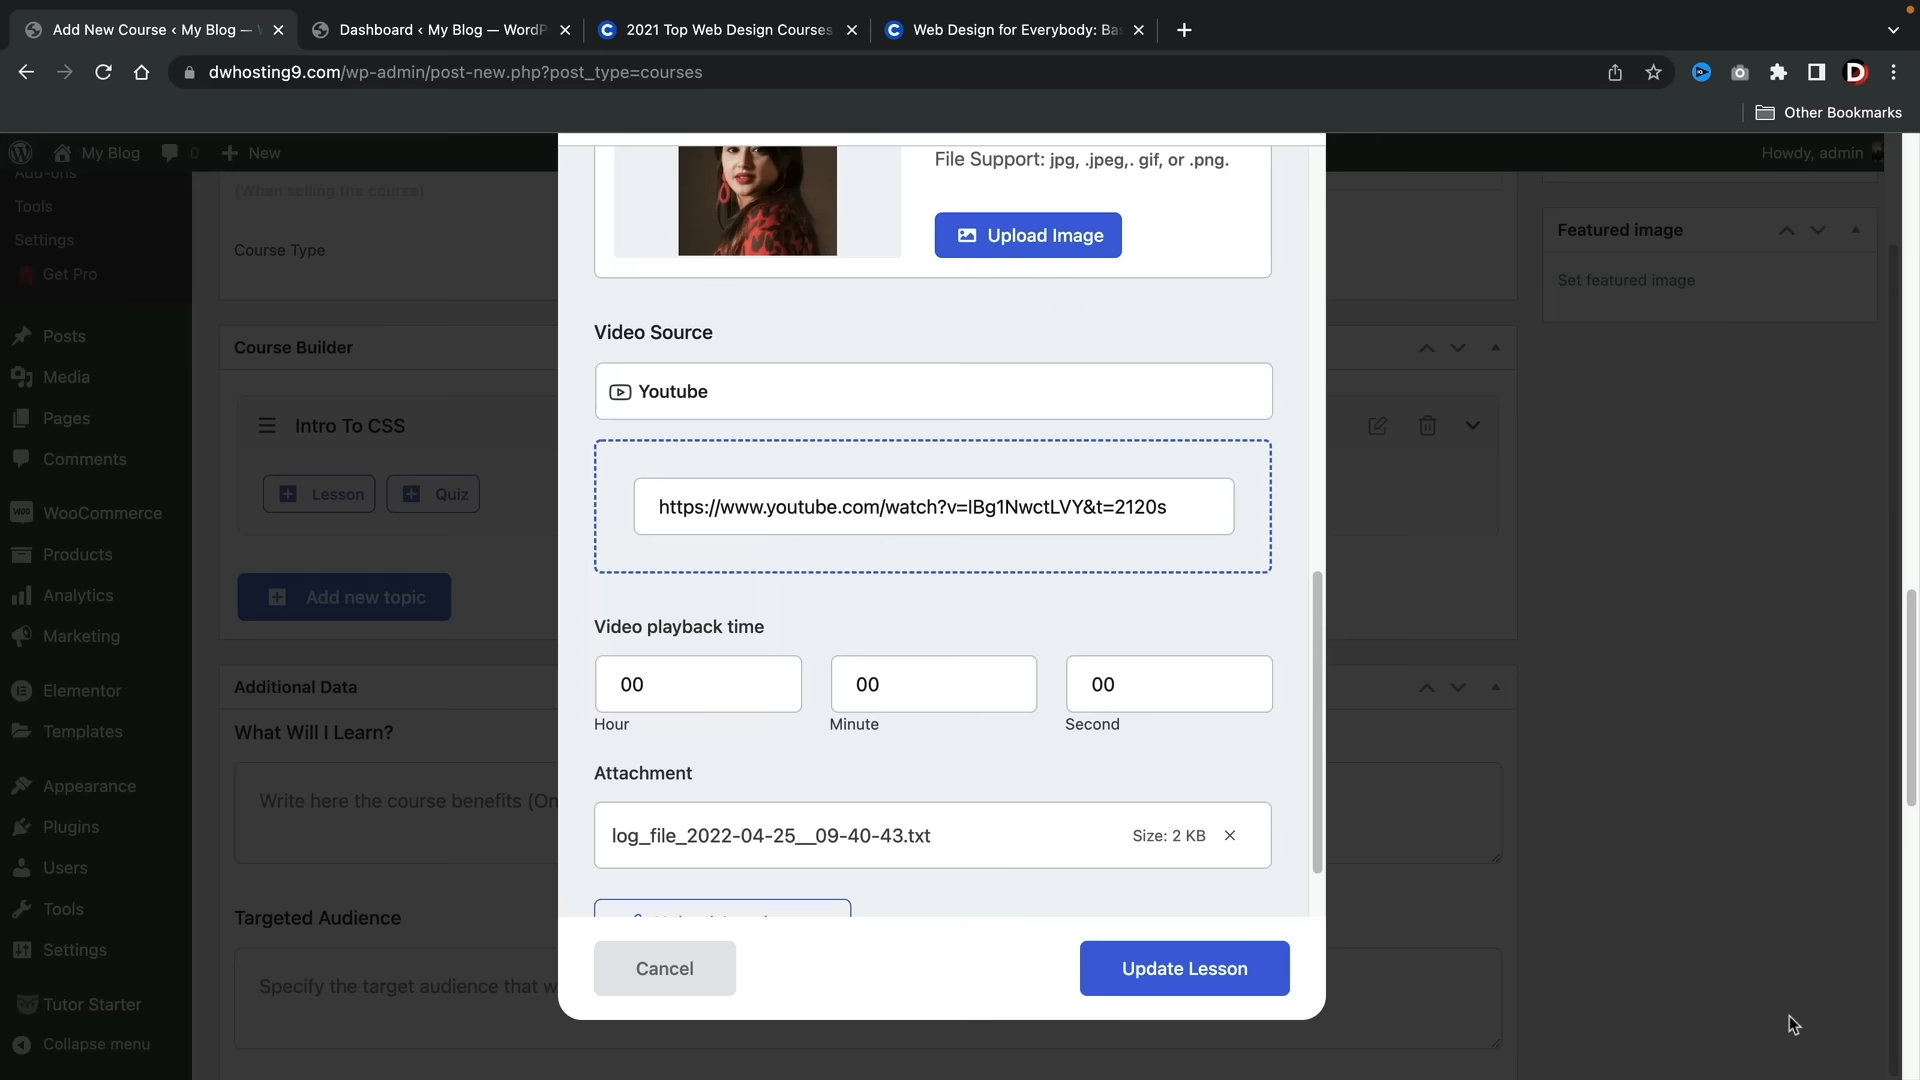 Add New Course ‹ My Blog —
Dashboard ‹ My Blog — WordP
2021 Top Web Design Courses
Web Design for Everybody: Ba
dwhosting9.com/wp-admin/post-new.php?post_type=courses
Other Bookmarks
My Blog
0
New
Howdy, admin
Add-ons
Tools
Settings
Get Pro
Posts
Media
Pages
Comments
WooCommerce
Products
Analytics
Marketing
Elementor
Templates
Appearance
Plugins
Users
Tools
Settings
Tutor Starter
Collapse menu
(When selling the course)
Course Type
Course Builder
Intro To CSS
Lesson
Quiz
Add new topic
Additional Data
What Will I Learn?
Write here the course benefits (On
Targeted Audience
Specify the target audience that w
File Support: jpg, .jpeg,. gif, or .png.
Upload Image
Video Source
Youtube
https://www.youtube.com/watch?v=IBg1NwctLVY&t=2120s
Video playback time
00
00
00
Hour
Minute
Second
Attachment
log_file_2022-04-25__09-40-43.txt
Size: 2 KB
Cancel
Update Lesson
Featured image
Set featured image